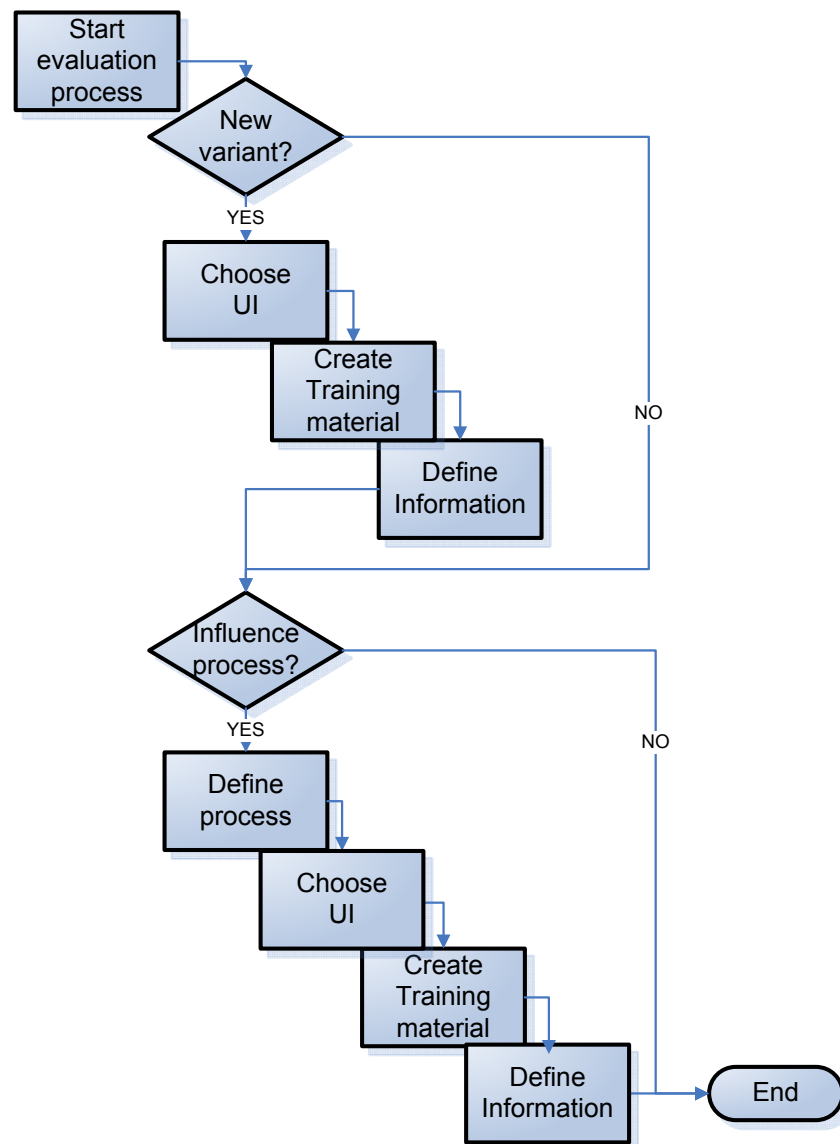 Start
evaluation
process
New
variant?
YES
Choose
UI
Create
Training
material
NO
Define
Information
Influence
process?
YES
NO
Define
process
Choose
UI
Create
Training
material
Define
Information
End